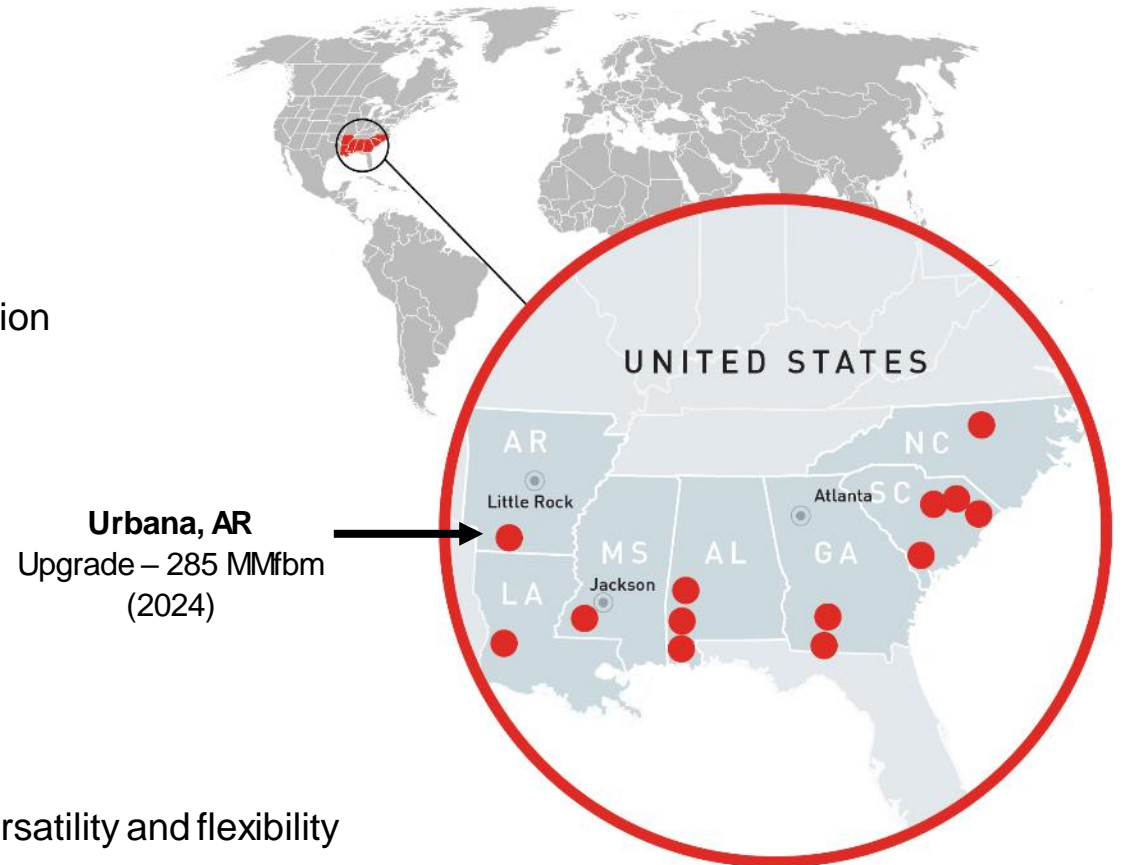 ion
UNITED STATES
AR
NC
Little Rock
Atlanta
SC
Urbana, AR
Upgrade – 285 MMfbm
(2024)
MS
AL
GA
LA
Jackson
rsatility and flexibility